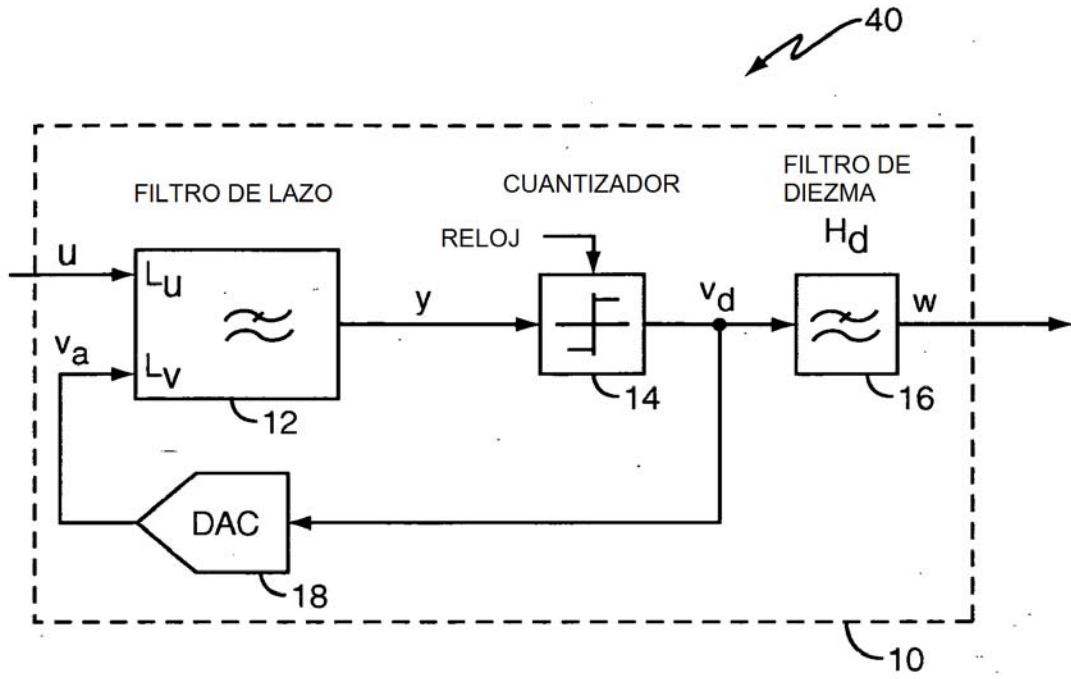 40
FILTRO DE LAZO
CUANTIZADOR
FILTRO DE
DIEZMA
Hd
RELOJ
u
Lu
y
vd
w
va
Lv
12
14
16
DAC
18
10